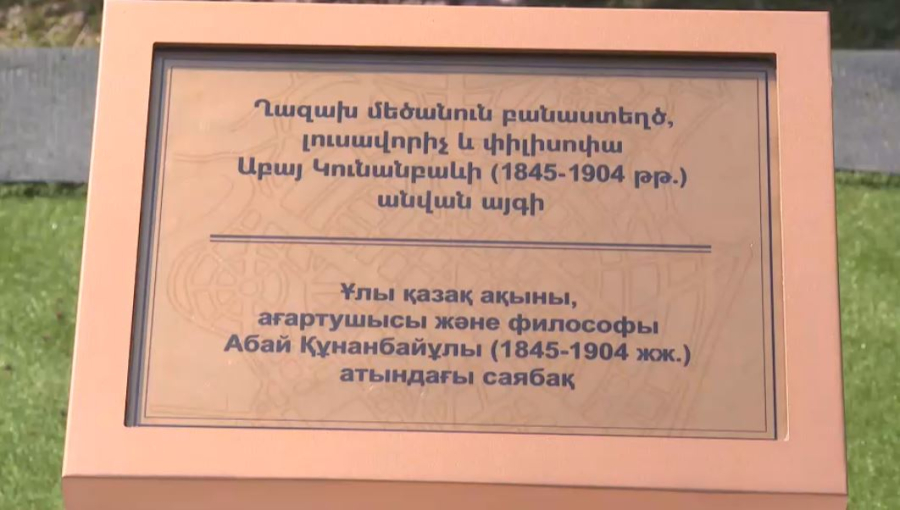 Ղազախ մեծանուն բանաստեղծ,
լուսավորիչ և փիլիսոփա
Աբայ Կունանբաևի (1845-1904 թթ.)
անվան այգի
Ұлы қазақ ақыны,
ағартушысы және философы
Абай Құнанбайұлы (1845-1904 жж.)
атындағы саябақ